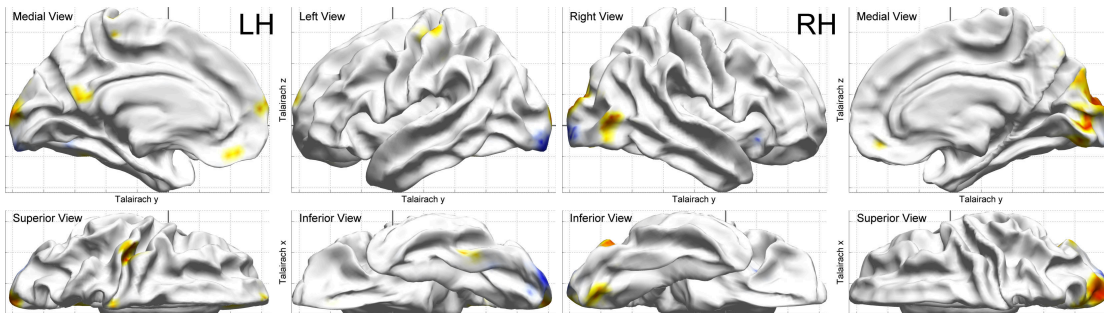 Medial View
LH
Left View
Right View
RH
Medial View
Talairach z
Talairach z
Talairach y
Talairach y
Talairach y
Talairach y
Superior View
Inferior View
Inferior View
Superior View
Talairach x
Talairach x